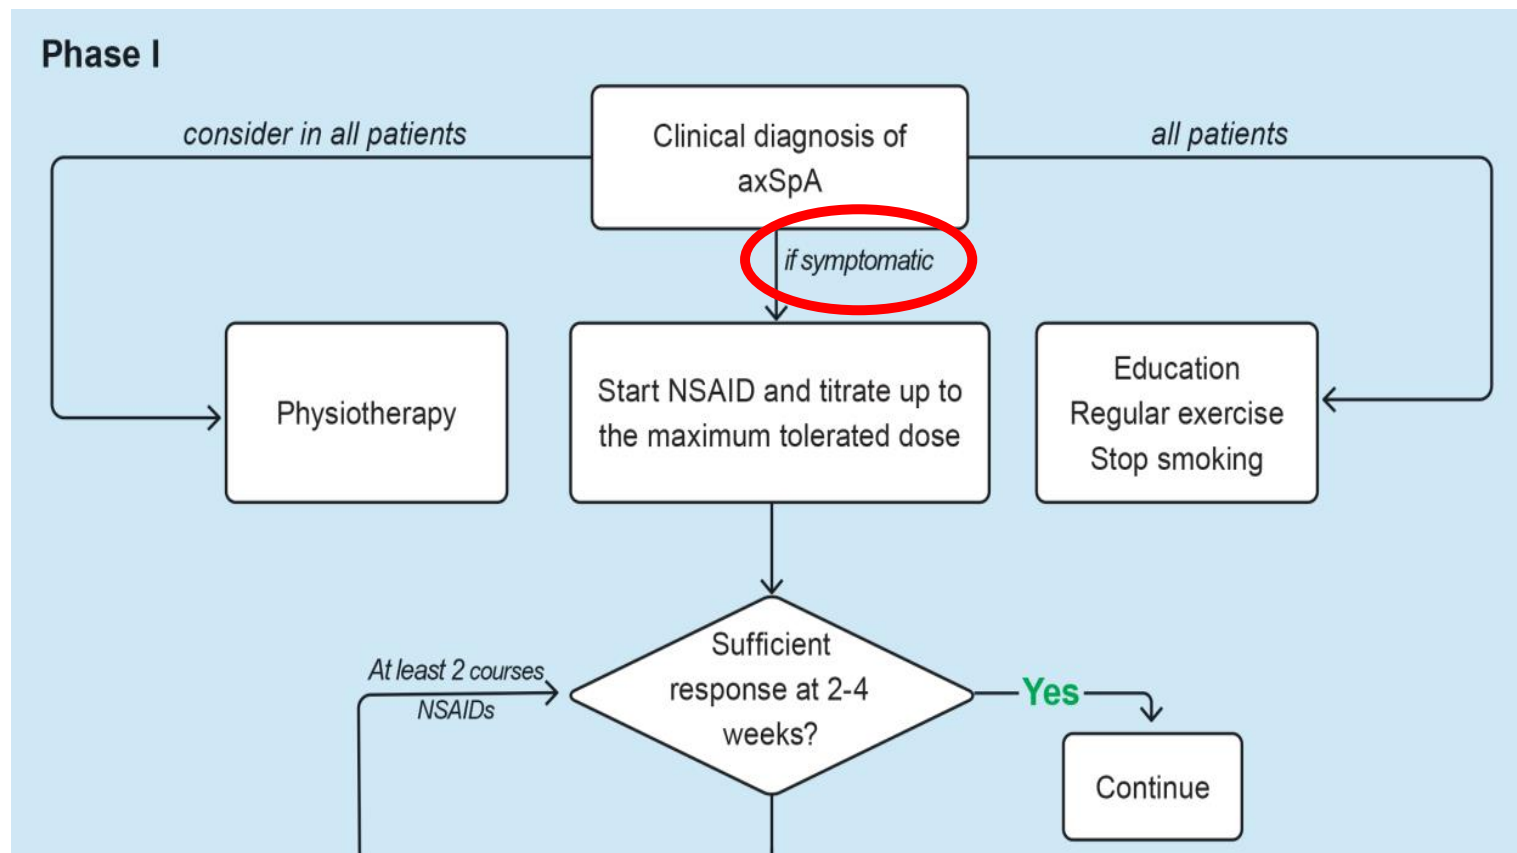 Phase I
consider in all patients
Clinical diagnosis of
axSpA
all patients
if symptomatic
Physiotherapy
Start NSAID and titrate up to
the maximum tolerated dose
Education
Regular exercise
Stop smoking
At least 2 courses
NSAIDs
Sufficient
response at 2-4
weeks?
Yes
Continue